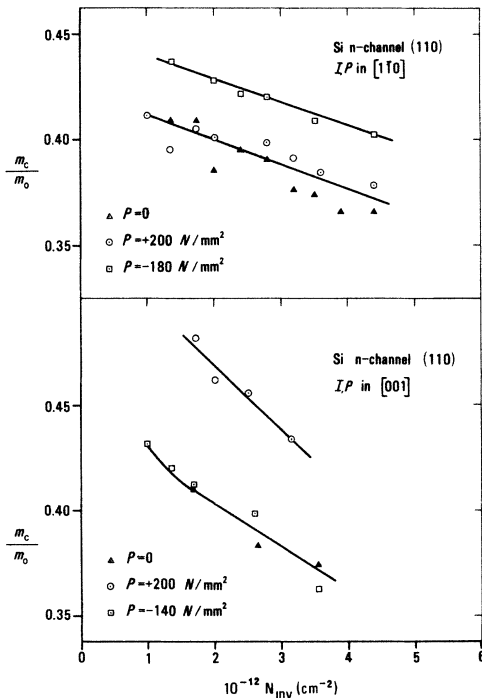 0.45
0.40
0.35
m_c
m_o
Si n-channel (110)
I,P in [11̄0]
▲ P=0
⊙ P=+200 N/mm²
⊡ P=−180 N/mm²
0.45
0.40
0.35
m_c
m_o
Si n-channel (110)
I,P in [001]
▲ P=0
⊙ P=+200 N/mm²
⊡ P=−140 N/mm²
0 1 2 3 4 5 6
10⁻¹² N_INV (cm⁻²)